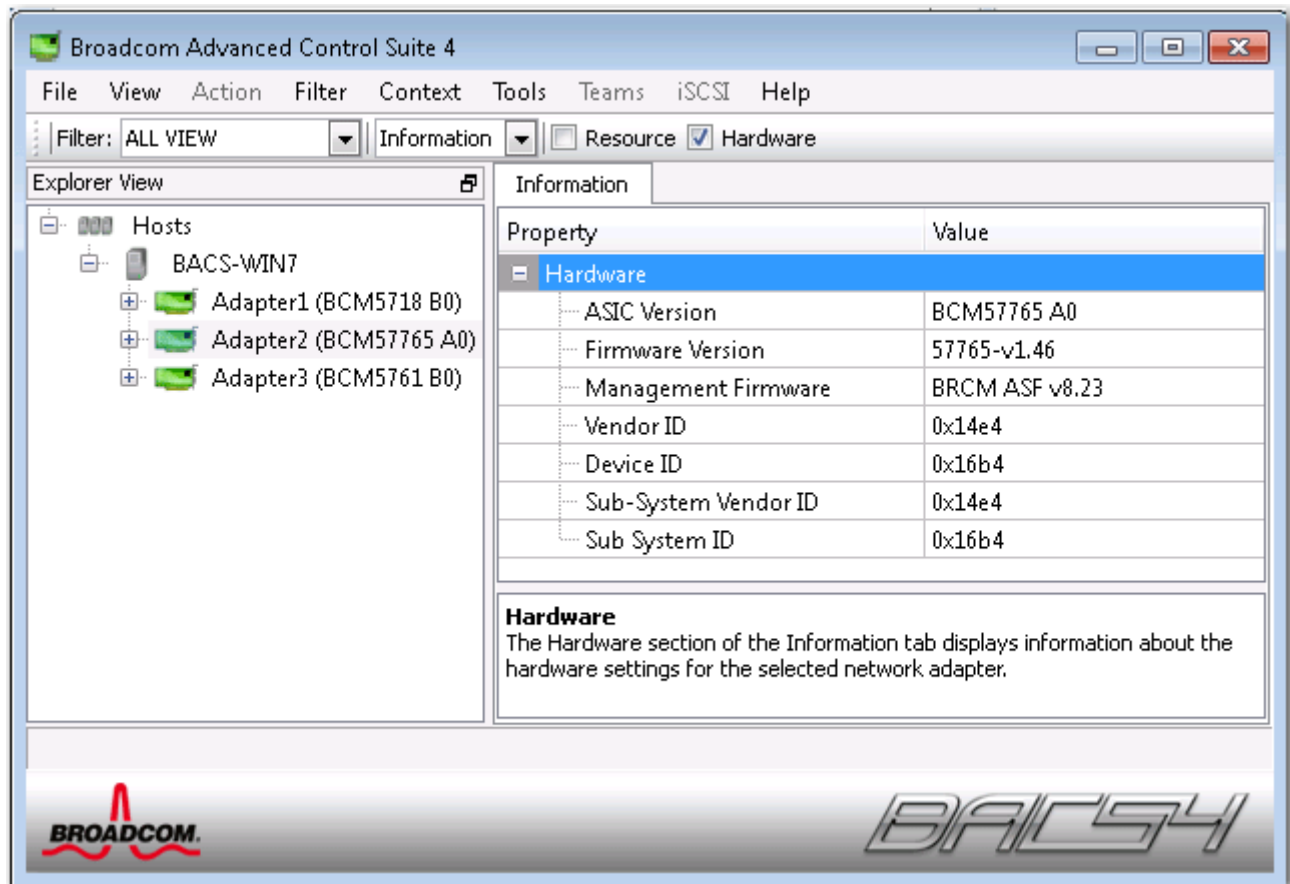 Broadcom Advanced Control Suite 4
File View Action Filter Context Tools Teams iSCSI Help
Filter: ALL VIEW Information Resource Hardware
Explorer View
Hosts
BACS-WIN7
Adapter1 (BCM5718 B0)
Adapter2 (BCM57765 A0)
Adapter3 (BCM5761 B0)
Information
Property Value
Hardware
ASIC Version BCM57765 A0
Firmware Version 57765-v1.46
Management Firmware BRCM ASF v8.23
Vendor ID 0x14e4
Device ID 0x16b4
Sub-System Vendor ID 0x14e4
Sub System ID 0x16b4
Hardware
The Hardware section of the Information tab displays information about the
hardware settings for the selected network adapter.
BROADCOM.
BACS4